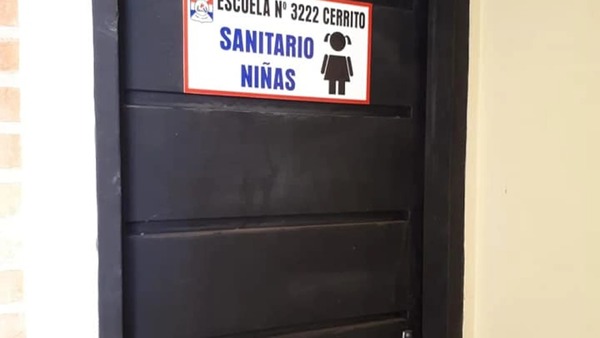 ESCUELA Nº 3222 CERRITO
SANITARIO
NIÑAS